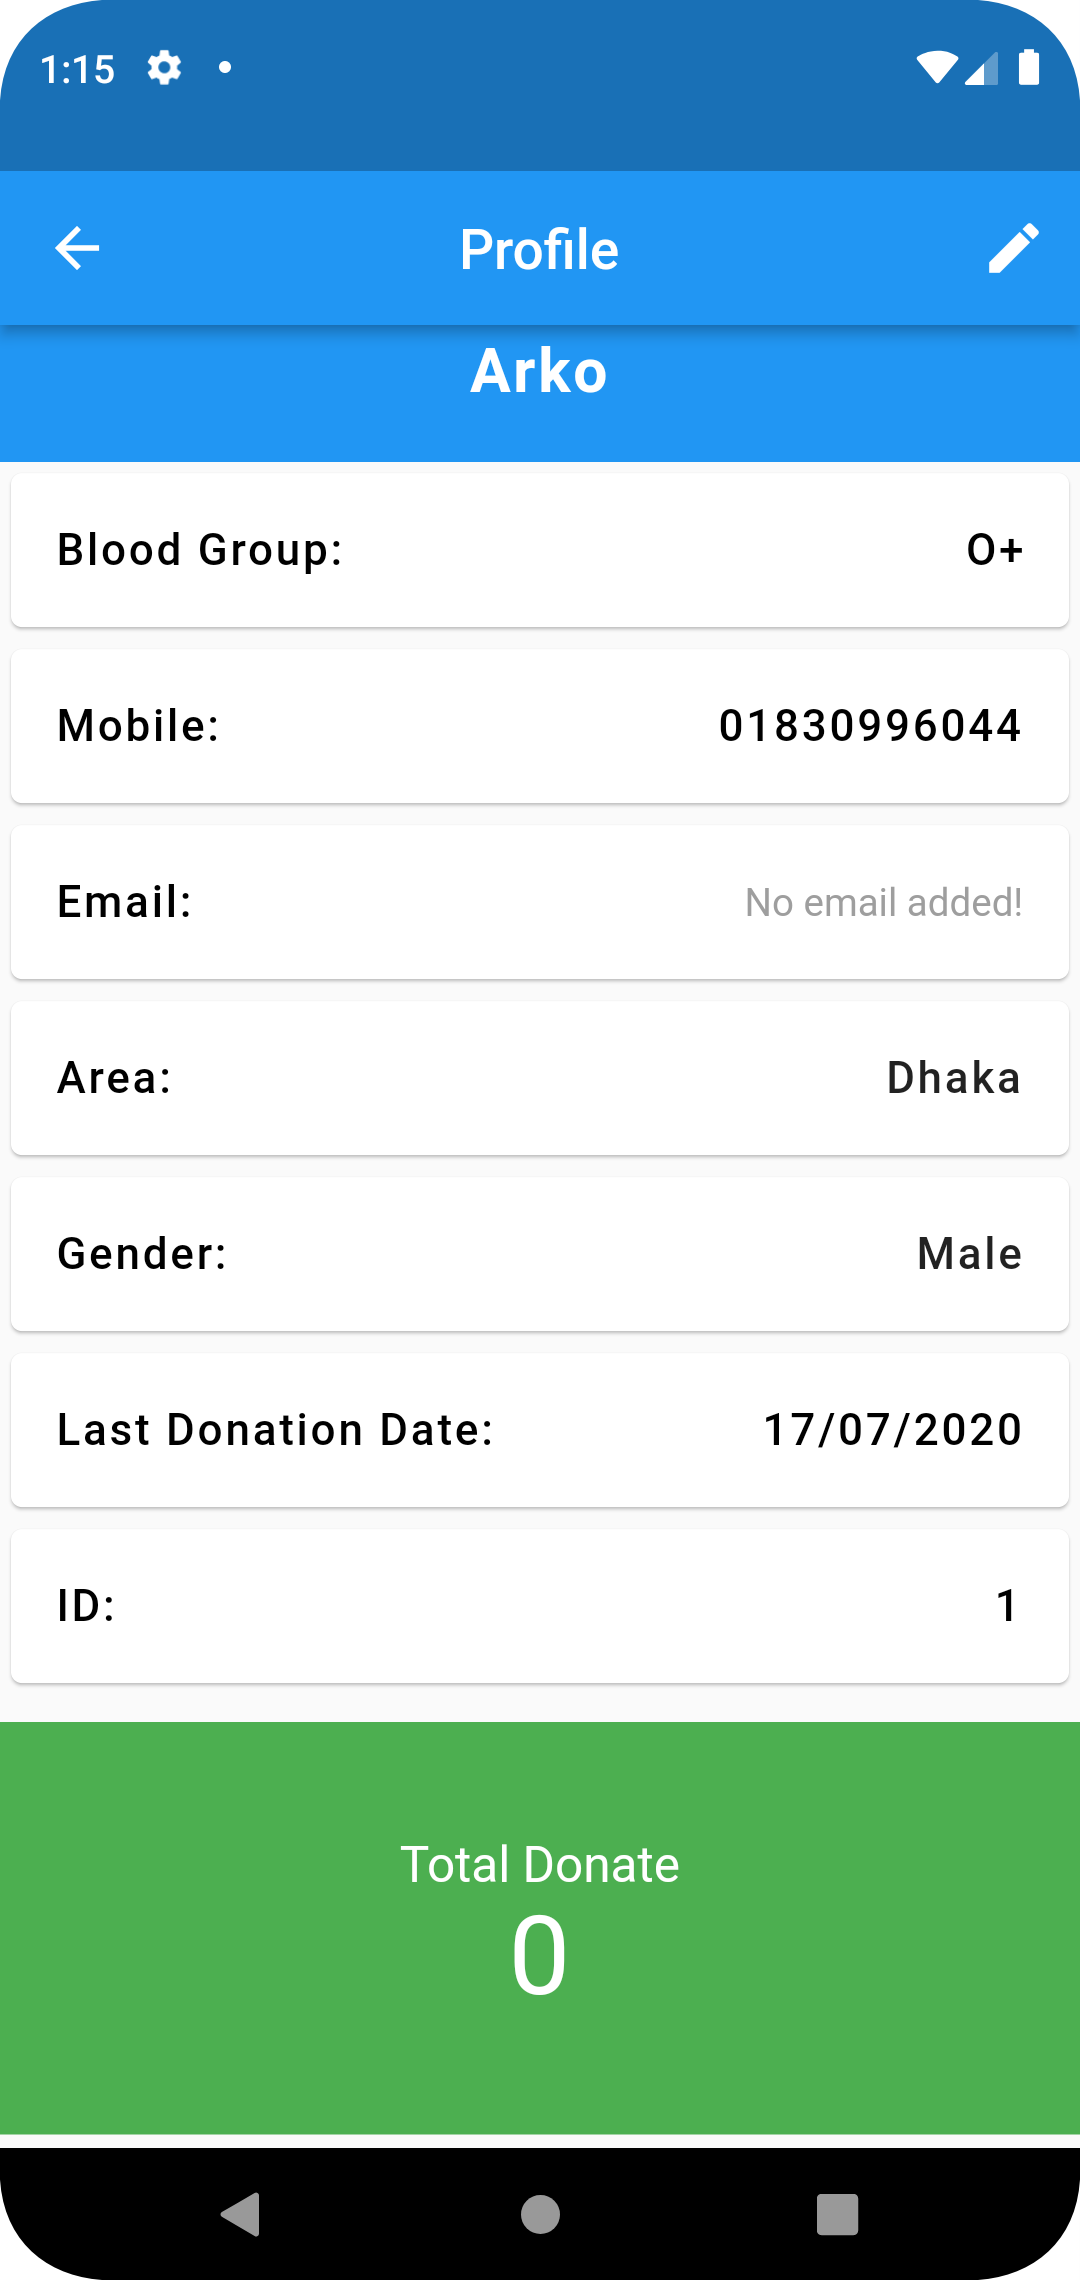 1:15
Profile
Arko
Blood Group: O+
Mobile: 01830996044
Email: No email added!
Area: Dhaka
Gender: Male
Last Donation Date: 17/07/2020
ID: 1
Total Donate
0